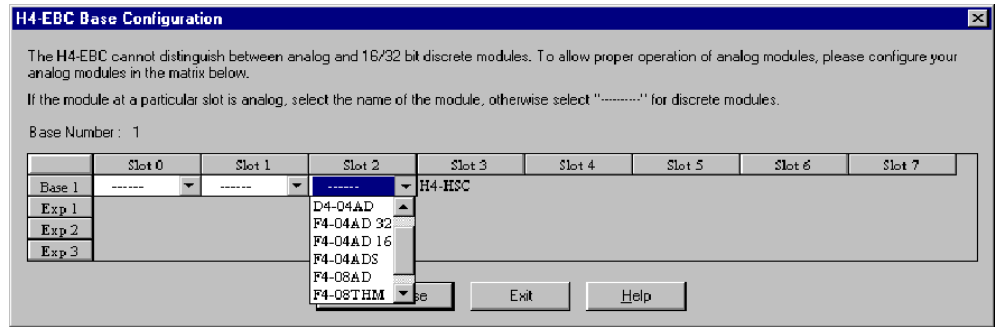 H4-EBC Base Configuration
The H4-EBC cannot distinguish between analog and 16/32 bit discrete modules. To allow proper operation of analog modules, please configure your
analog modules in the matrix below.
If the module at a particular slot is analog, select the name of the module, otherwise select "----------" for discrete modules.
Base Number : 1
Slot 0 Slot 1 Slot 2 Slot 3 Slot 4 Slot 5 Slot 6 Slot 7
Base 1 ------ ------ ------ H4-HSC
Exp 1
Exp 2
Exp 3
D4-04AD
F4-04AD 32
F4-04AD 16
F4-04ADS
F4-08AD
F4-08THM
Exit Help